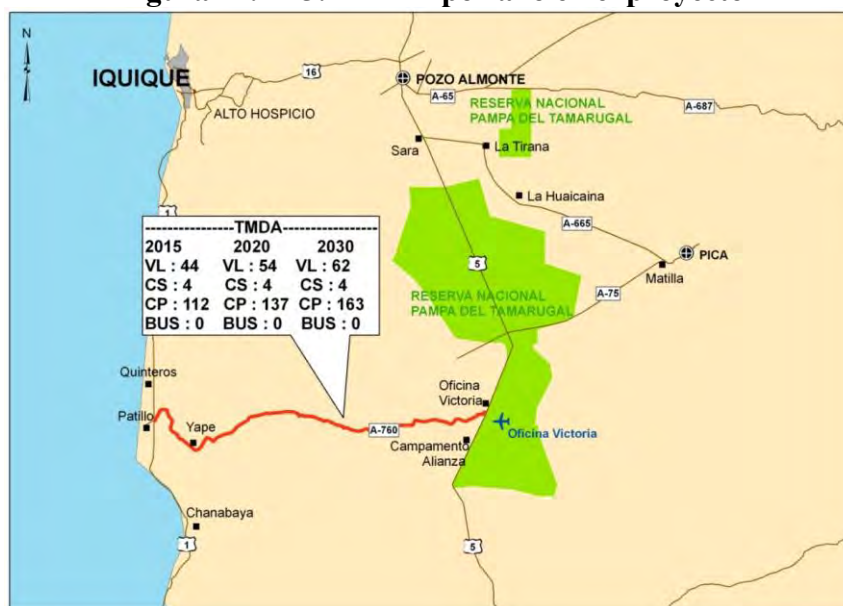 N
IQUIQUE
ALTO HOSPICIO
16
POZO ALMONTE
A-65
A-687
RESERVA NACIONAL
PAMPA DEL TAMARUGAL
Sara
La Tirana
La Huaicaina
A-665
PICA
Matilla
1
5
A-75
RESERVA NACIONAL
PAMPA DEL TAMARUGAL
-----------------TMDA------------------
2015 2020 2030
VL : 44 VL : 54 VL : 62
CS : 4 CS : 4 CS : 4
CP : 112 CP : 137 CP : 163
BUS : 0 BUS : 0 BUS : 0
Quinteros
Patillo
Yape
A-760
Oficina
Victoria
Oficina Victoria
Campamento
Alianza
Chanabaya
1
5